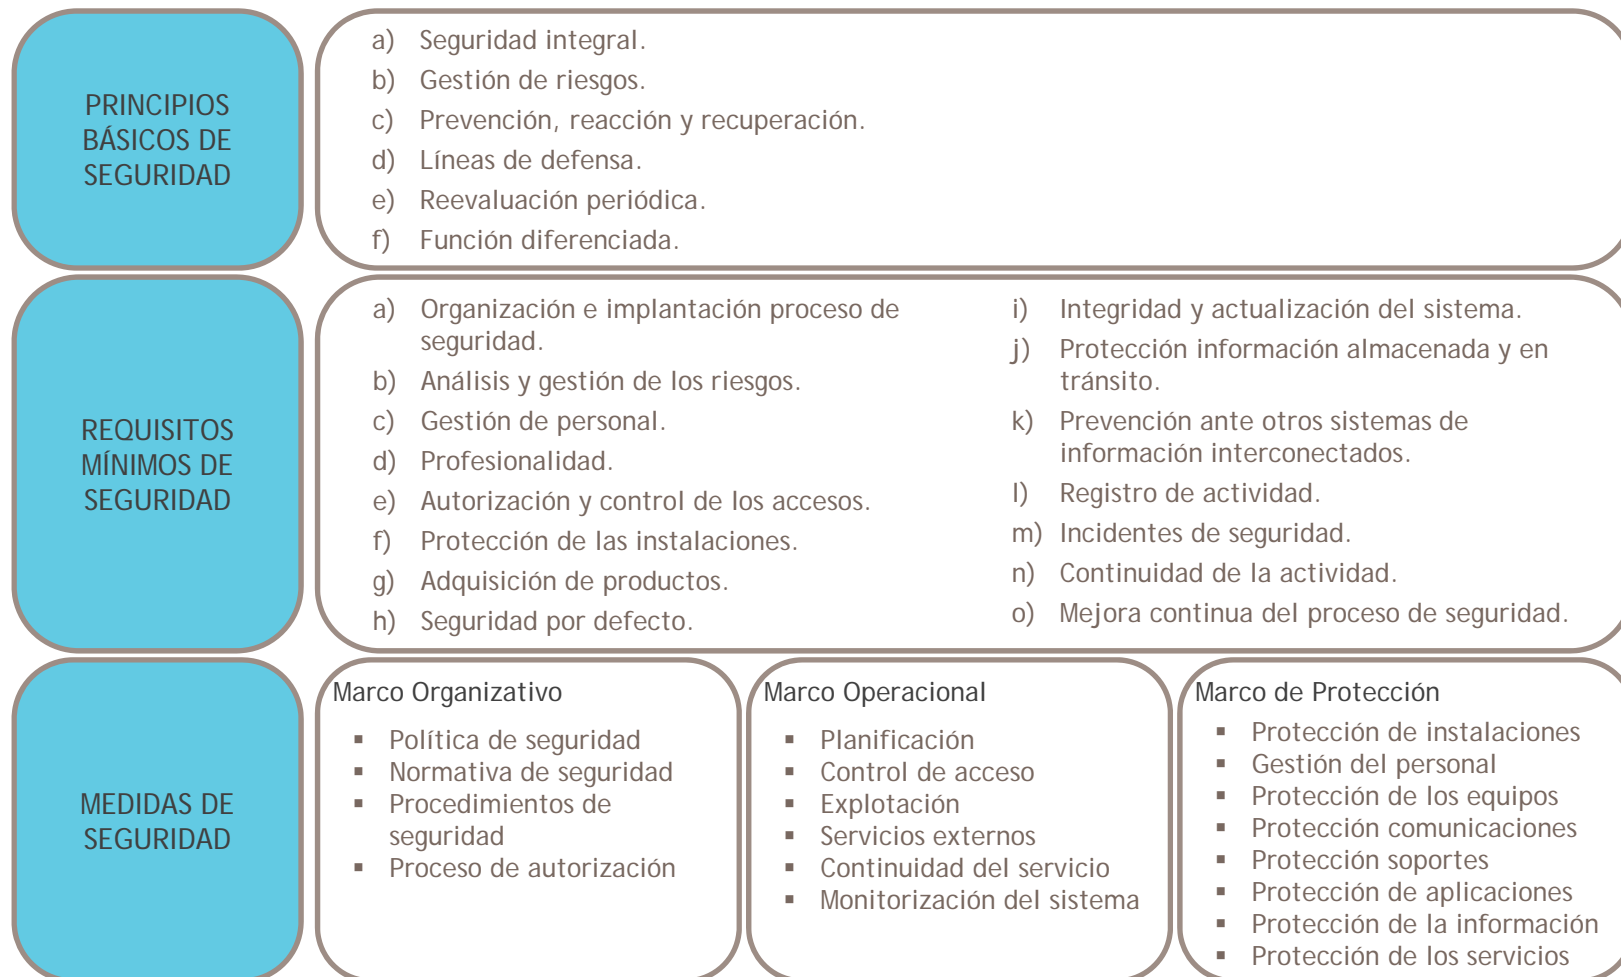 PRINCIPIOS
BÁSICOS DE
SEGURIDAD
a) Seguridad integral.
b) Gestión de riesgos.
c) Prevención, reacción y recuperación.
d) Líneas de defensa.
e) Reevaluación periódica.
f) Función diferenciada.
REQUISITOS
MÍNIMOS DE
SEGURIDAD
a) Organización e implantación proceso de
seguridad.
b) Análisis y gestión de los riesgos.
c) Gestión de personal.
d) Profesionalidad.
e) Autorización y control de los accesos.
f) Protección de las instalaciones.
g) Adquisición de productos.
h) Seguridad por defecto.
i) Integridad y actualización del sistema.
j) Protección información almacenada y en
tránsito.
k) Prevención ante otros sistemas de
información interconectados.
l) Registro de actividad.
m) Incidentes de seguridad.
n) Continuidad de la actividad.
o) Mejora continua del proceso de seguridad.
MEDIDAS DE
SEGURIDAD
Marco Organizativo
▪ Política de seguridad
▪ Normativa de seguridad
▪ Procedimientos de
seguridad
▪ Proceso de autorización
Marco Operacional
▪ Planificación
▪ Control de acceso
▪ Explotación
▪ Servicios externos
▪ Continuidad del servicio
▪ Monitorización del sistema
Marco de Protección
▪ Protección de instalaciones
▪ Gestión del personal
▪ Protección de los equipos
▪ Protección comunicaciones
▪ Protección soportes
▪ Protección de aplicaciones
▪ Protección de la información
▪ Protección de los servicios